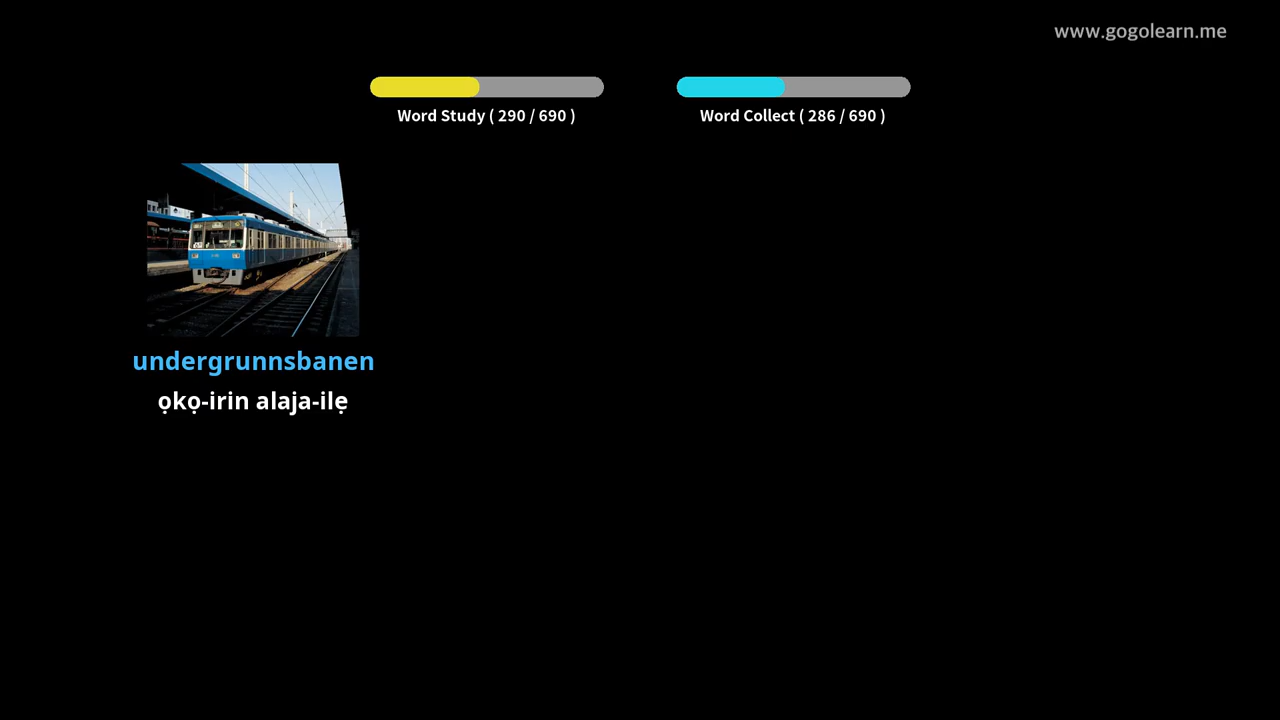 www.gogolearn.me
Word Study ( 290 / 690 )
Word Collect ( 286 / 690 )
undergrunnsbanen
ọkọ-irin alaja-ilẹ